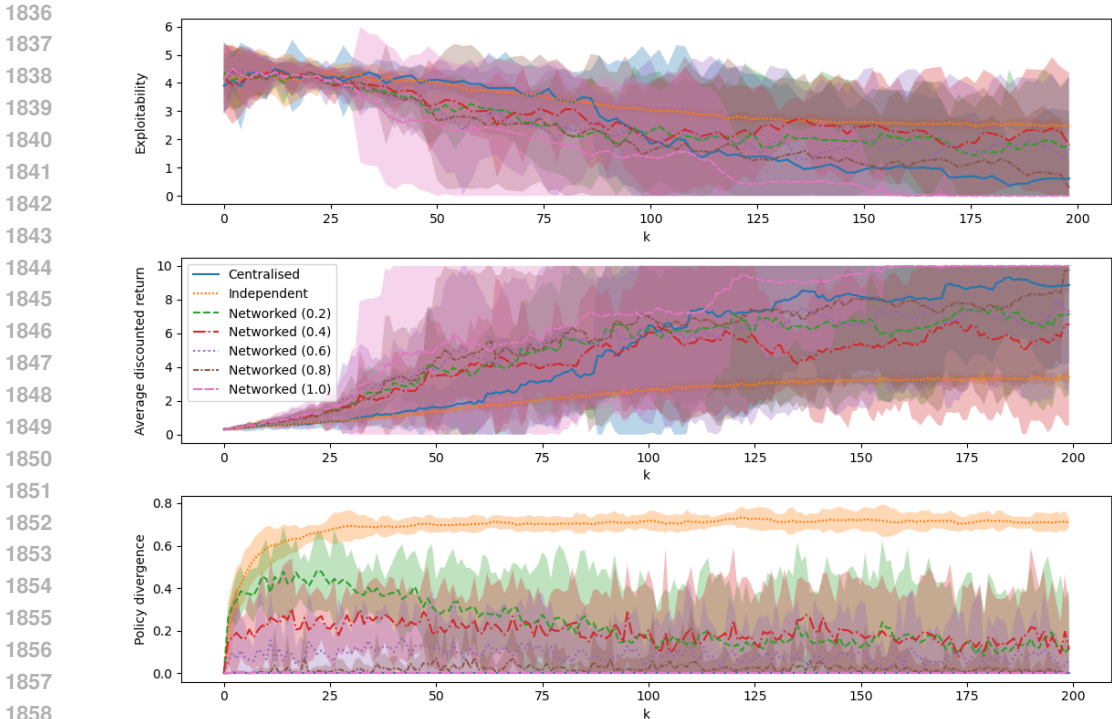 1836
1837
1838
1839
1840
1841
1842
1843
1844
1845
1846
1847
1848
1849
1850
1851
1852
1853
1854
1855
1856
1857
1858
Exploitability
6
5
4
3
2
1
0
0 25 50 75 100 125 150 175 200
k
Average discounted return
10
8
6
4
2
0
Centralised
Independent
Networked (0.2)
Networked (0.4)
Networked (0.6)
Networked (0.8)
Networked (1.0)
0 25 50 75 100 125 150 175 200
k
Policy divergence
0.8
0.6
0.4
0.2
0.0
0 25 50 75 100 125 150 175 200
k